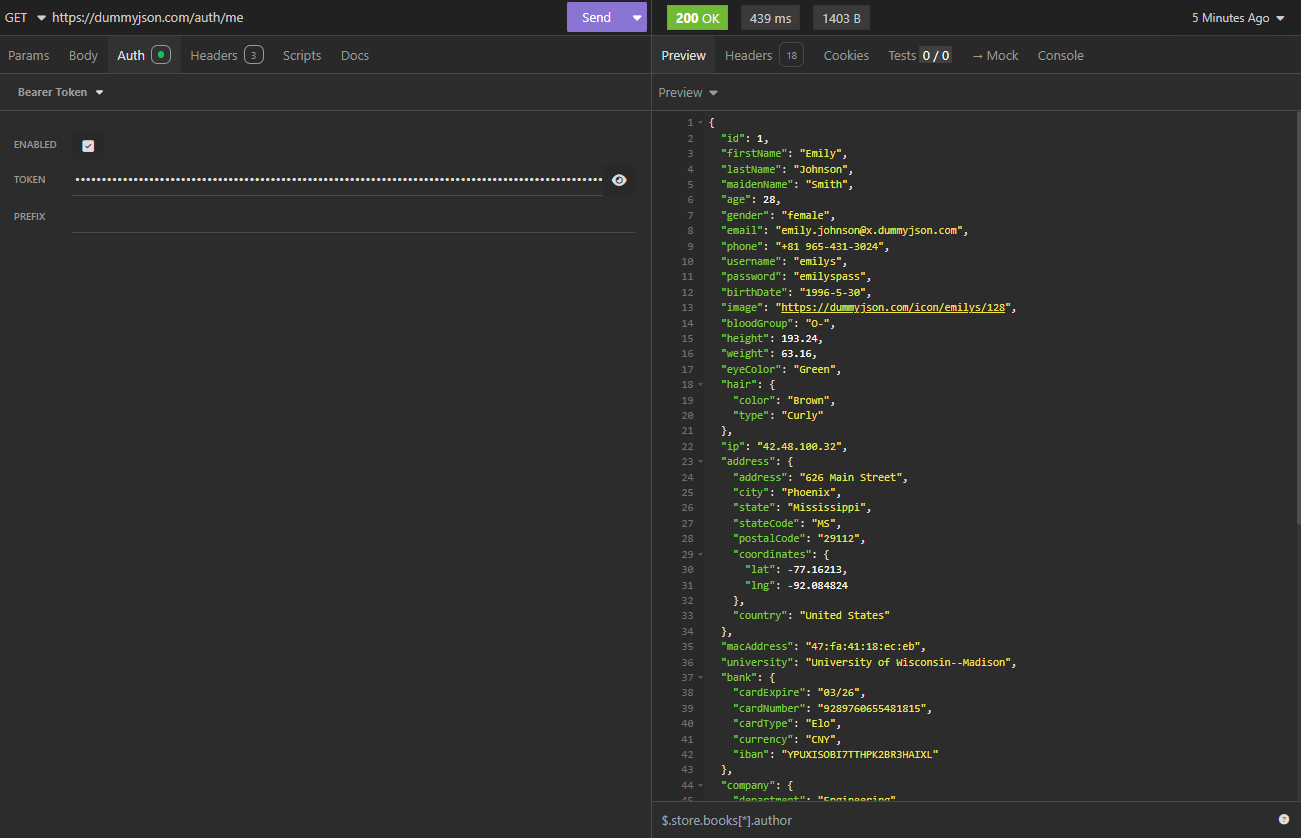 GET https://dummyjson.com/auth/me Send 200 OK 439 ms 1403 B 5 Minutes Ago
Params Body Auth Headers 3 Scripts Docs
Preview Headers 18 Cookies Tests 0 / 0 → Mock Console
Bearer Token
Preview
ENABLED
TOKEN ••••••••••••••••••••••••••••••••••••••••••••••••••••••••••••••••••••••••••••••••••••••••
PREFIX
1 {
2 "id": 1,
3 "firstName": "Emily",
4 "lastName": "Johnson",
5 "maidenName": "Smith",
6 "age": 28,
7 "gender": "female",
8 "email": "emily.johnson@x.dummyjson.com",
9 "phone": "+81 965-431-3024",
10 "username": "emilys",
11 "password": "emilyspass",
12 "birthDate": "1996-5-30",
13 "image": "https://dummyjson.com/icon/emilys/128",
14 "bloodGroup": "O-",
15 "height": 193.24,
16 "weight": 63.16,
17 "eyeColor": "Green",
18 "hair": {
19 "color": "Brown",
20 "type": "Curly"
21 },
22 "ip": "42.48.100.32",
23 "address": {
24 "address": "626 Main Street",
25 "city": "Phoenix",
26 "state": "Mississippi",
27 "stateCode": "MS",
28 "postalCode": "29112",
29 "coordinates": {
30 "lat": -77.16213,
31 "lng": -92.084824
32 },
33 "country": "United States"
34 },
35 "macAddress": "47:fa:41:18:ec:eb",
36 "university": "University of Wisconsin--Madison",
37 "bank": {
38 "cardExpire": "03/26",
39 "cardNumber": "9289760655481815",
40 "cardType": "Elo",
41 "currency": "CNY",
42 "iban": "YPUXISOBI7TTHPK2BR3HAIXL"
43 },
44 "company": {
45 "department": "Engineering"
$.store.books[*].author